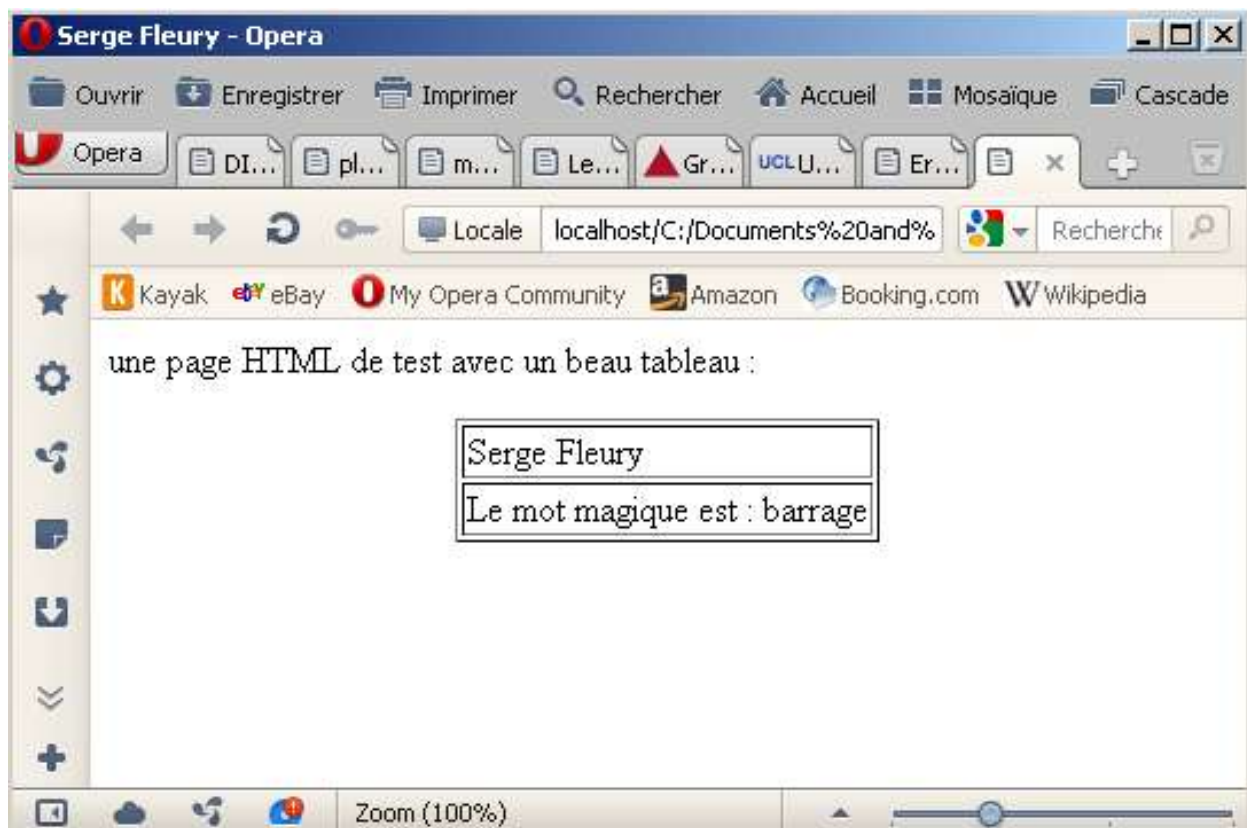 Serge Fleury - Opera
Ouvrir Enregistrer Imprimer Rechercher Accueil Mosaïque Cascade
Opera DI... pl... m... Le... Gr... UCL U... Er...
Locale localhost/C:/Documents%20and% Recherche
Kayak ebY eBay My Opera Community Amazon Booking.com Wikipedia
une page HTML de test avec un beau tableau :
Serge Fleury
Le mot magique est : barrage
Zoom (100%)